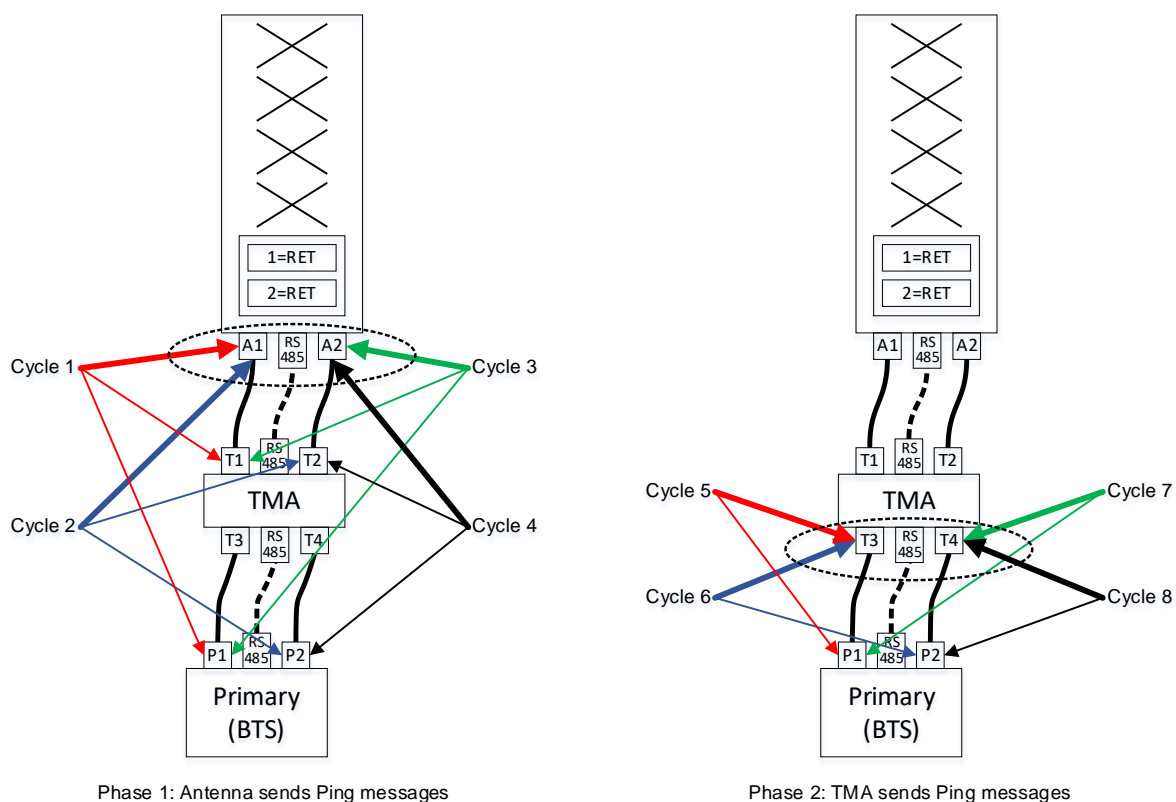 1=RET
2=RET
A1
RS
485
A2
Cycle 1
Cycle 3
T1
RS
485
T2
TMA
Cycle 2
Cycle 4
T3
RS
485
T4
P1
RS
485
P2
Primary
(BTS)
Phase 1: Antenna sends Ping messages
1=RET
2=RET
A1
RS
485
A2
T1
RS
485
T2
Cycle 5
TMA
Cycle 7
T3
RS
485
T4
Cycle 6
Cycle 8
P1
RS
485
P2
Primary
(BTS)
Phase 2: TMA sends Ping messages